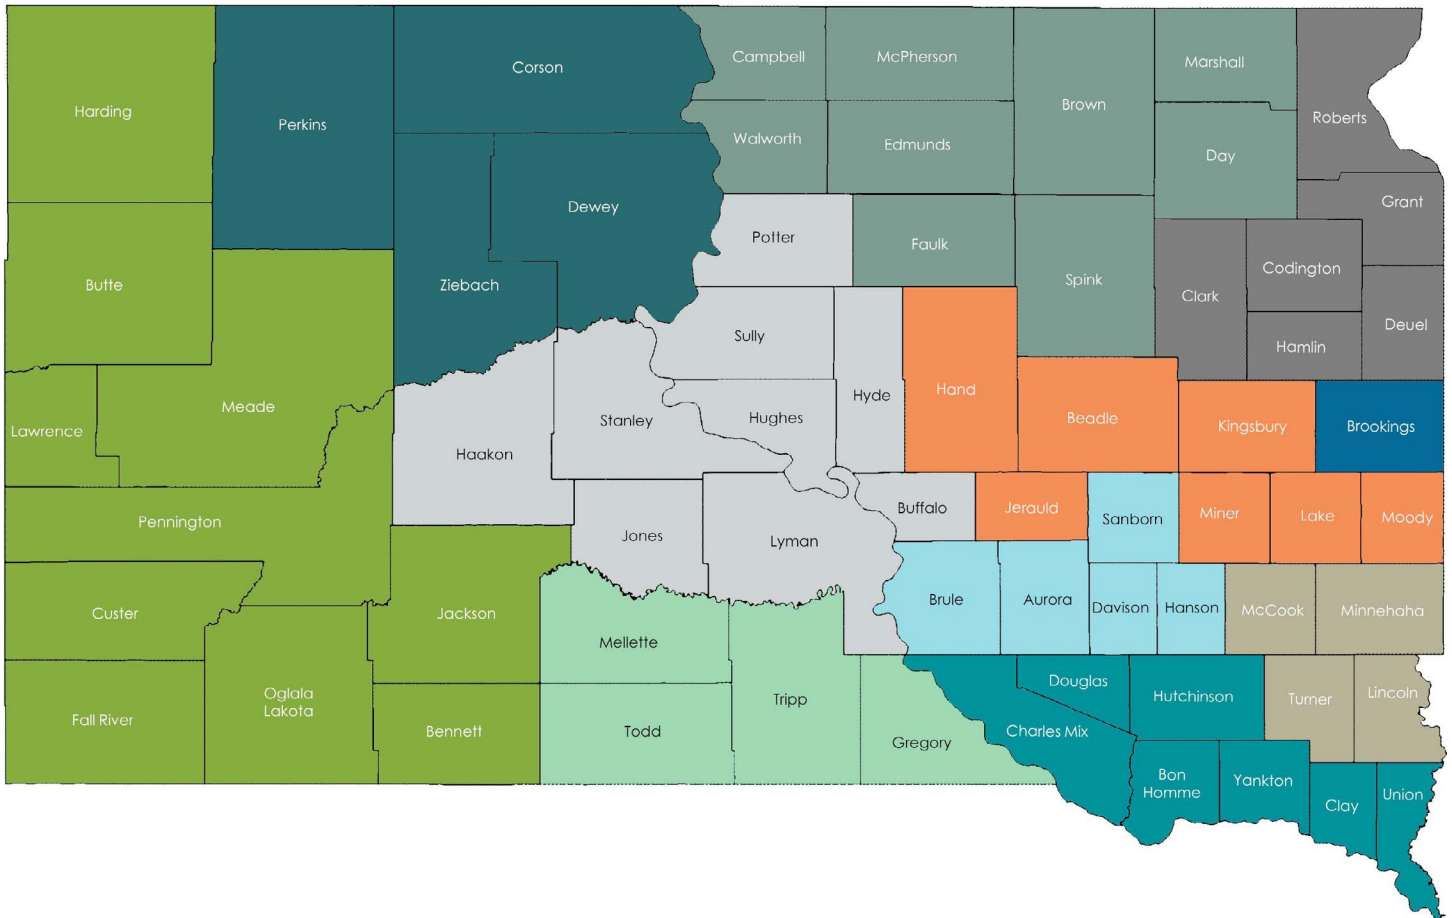 Corson
Campbell
McPherson
Marshall
Brown
Harding
Roberts
Perkins
Walworth
Edmunds
Day
Grant
Dewey
Potter
Faulk
Codington
Spink
Butte
Ziebach
Clark
Deuel
Sully
Hamlin
Hyde
Hand
Meade
Beadle
Stanley
Hughes
Kingsbury
Brookings
Lawrence
Haakon
Buffalo
Jerauld
Miner
Lake
Moody
Sanborn
Pennington
Jones
Lyman
Brule
Aurora
Davison
Hanson
McCook
Minnehaha
Custer
Jackson
Mellette
Douglas
Hutchinson
Lincoln
Oglala
Lakota
Tripp
Turner
Fall River
Bennett
Todd
Charles Mix
Gregory
Bon
Homme
Yankton
Union
Clay